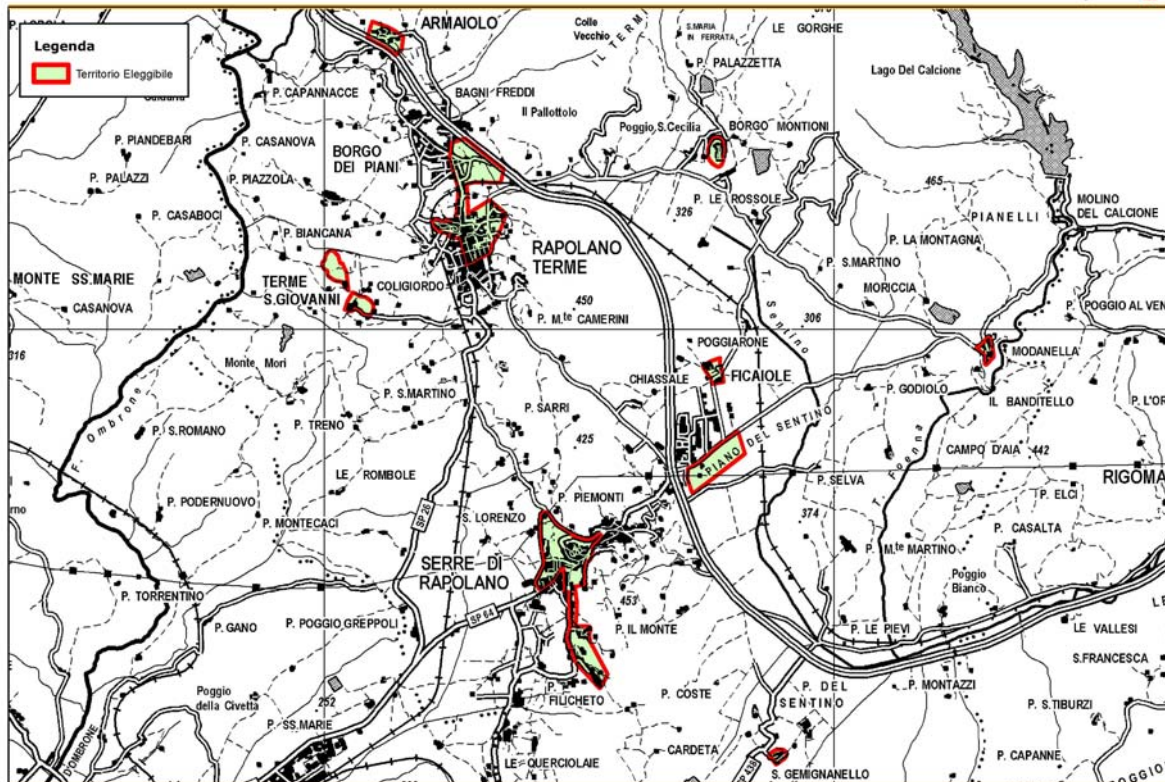 Legenda
Territorio Eleggibile
ARMAIOLO
Colle
Vecchio
S.MARIA
IN FERRATA
LE GORGHE
P. PALAZZETTA
Lago Del Calcione
P. CAPANNACCE
BAGNI FREDDI
Il Pallottolo
Poggio S.Cecilia
BORGO MONTIONI
P. PIANDEBARI
P. CASANOVA
BORGO
DEI PIANI
P. PALAZZI
P. PIAZZOLA
465
P. LE ROSSOLE
PIANELLI
MOLINO
DEL CALCIONE
P. CASABOCI
326
P. BIANCANA
RAPOLANO
TERME
P. LA MONTAGNA
MONTE SS.MARIE
TERME
S.GIOVANNI
COLIGIORDO
P. S.MARTINO
MORICCIA
CASANOVA
450
P. M.te CAMERINI
T. Sentino
306
P. POGGIO AL VEN
316
Monte Mori
POGGIARONE
MODANELLA
CHIASSALE
FICAIOLE
P. S.MARTINO
P. GODIOLO
IL BANDITELLO
P. L'OR
F. Ombrone
P. SARRI
P. S.ROMANO
P. TRENO
425
PIANO DEL SENTINO
CAMPO D'AIA
442
LE ROMBOLE
P. SELVA
T. Foenna
RIGOMA
P. PODERNUOVO
P. PIEMONTI
P. ELCI
SP 26
S. LORENZO
374
P. MONTECACI
P. CASALTA
SERRE DI
RAPOLANO
P. M.te MARTINO
Poggio
Bianco
P. TORRENTINO
453
SP 64
P. GANO
P. POGGIO GREPPOLI
P. IL MONTE
P. LE PIEVI
LE VALLESI
S.FRANCESCA
Poggio
della Civetta
252
P.
FILICHETO
P. COSTE
P. DEL
SENTINO
P. MONTAZZI
P. S.TIBURZI
P. SS.MARIE
D'OMBRONE
CARDETA
P. CAPANNE
LE QUERCIOLAIE
SP 438
S. GEMIGNANELLO
POGGIO